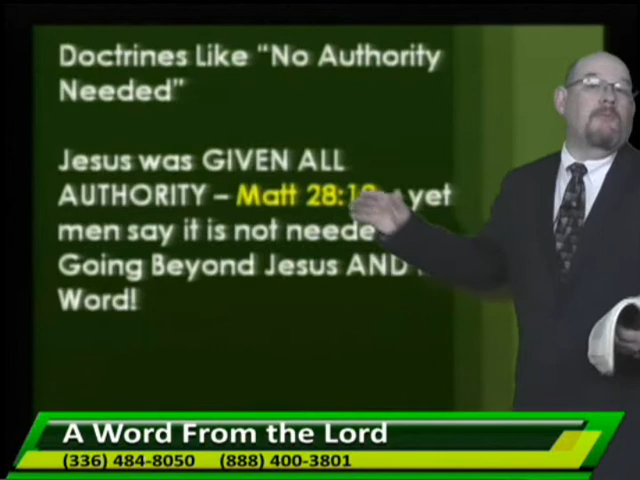 Doctrines Like "No Authority
Needed"
Jesus was GIVEN ALL
AUTHORITY – Matt 28:18 – yet
men say it is not
Going Beyond Jesus AND
Word!
A Word From the Lord
(336) 484-8050 (888) 400-3801